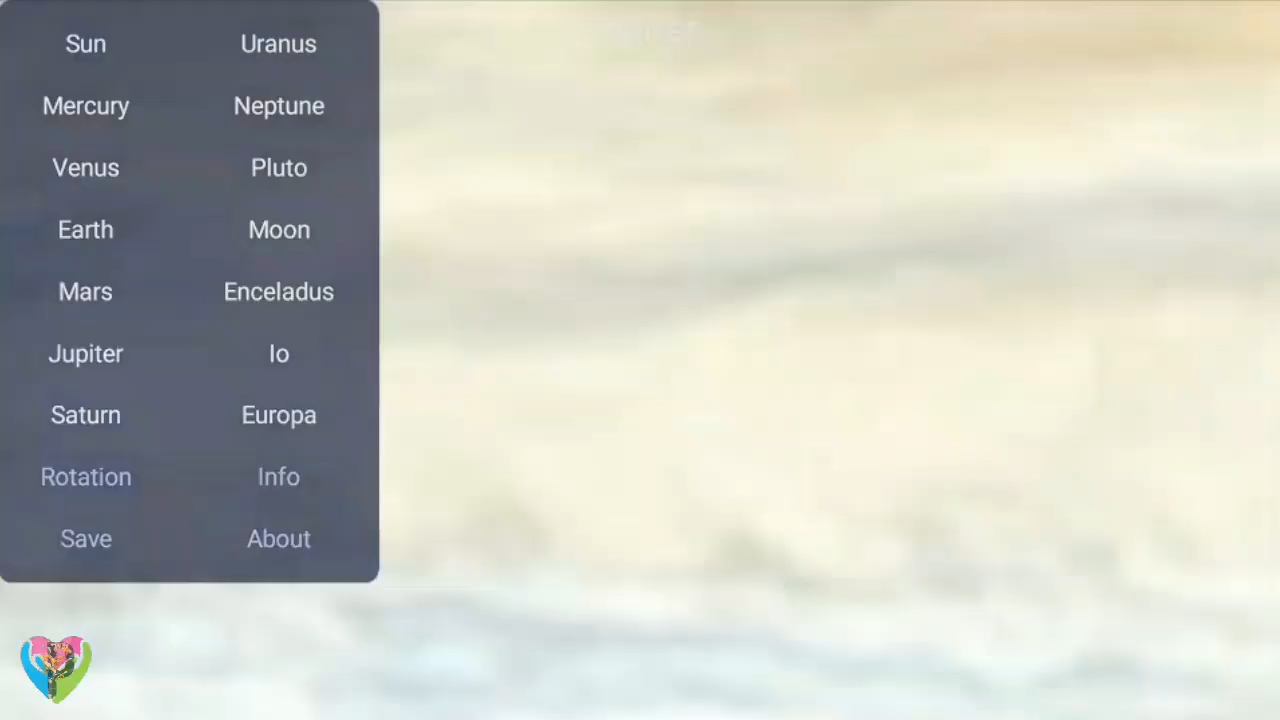 Sun Uranus
Mercury Neptune
Venus Pluto
Earth Moon
Mars Enceladus
Jupiter Io
Saturn Europa
Rotation Info
Save About